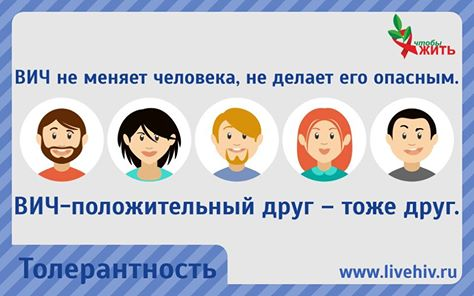 чтобы
жить
ВИЧ не меняет человека, не делает его опасным.
ВИЧ-положительный друг – тоже друг.
Толерантность
www.livehiv.ru